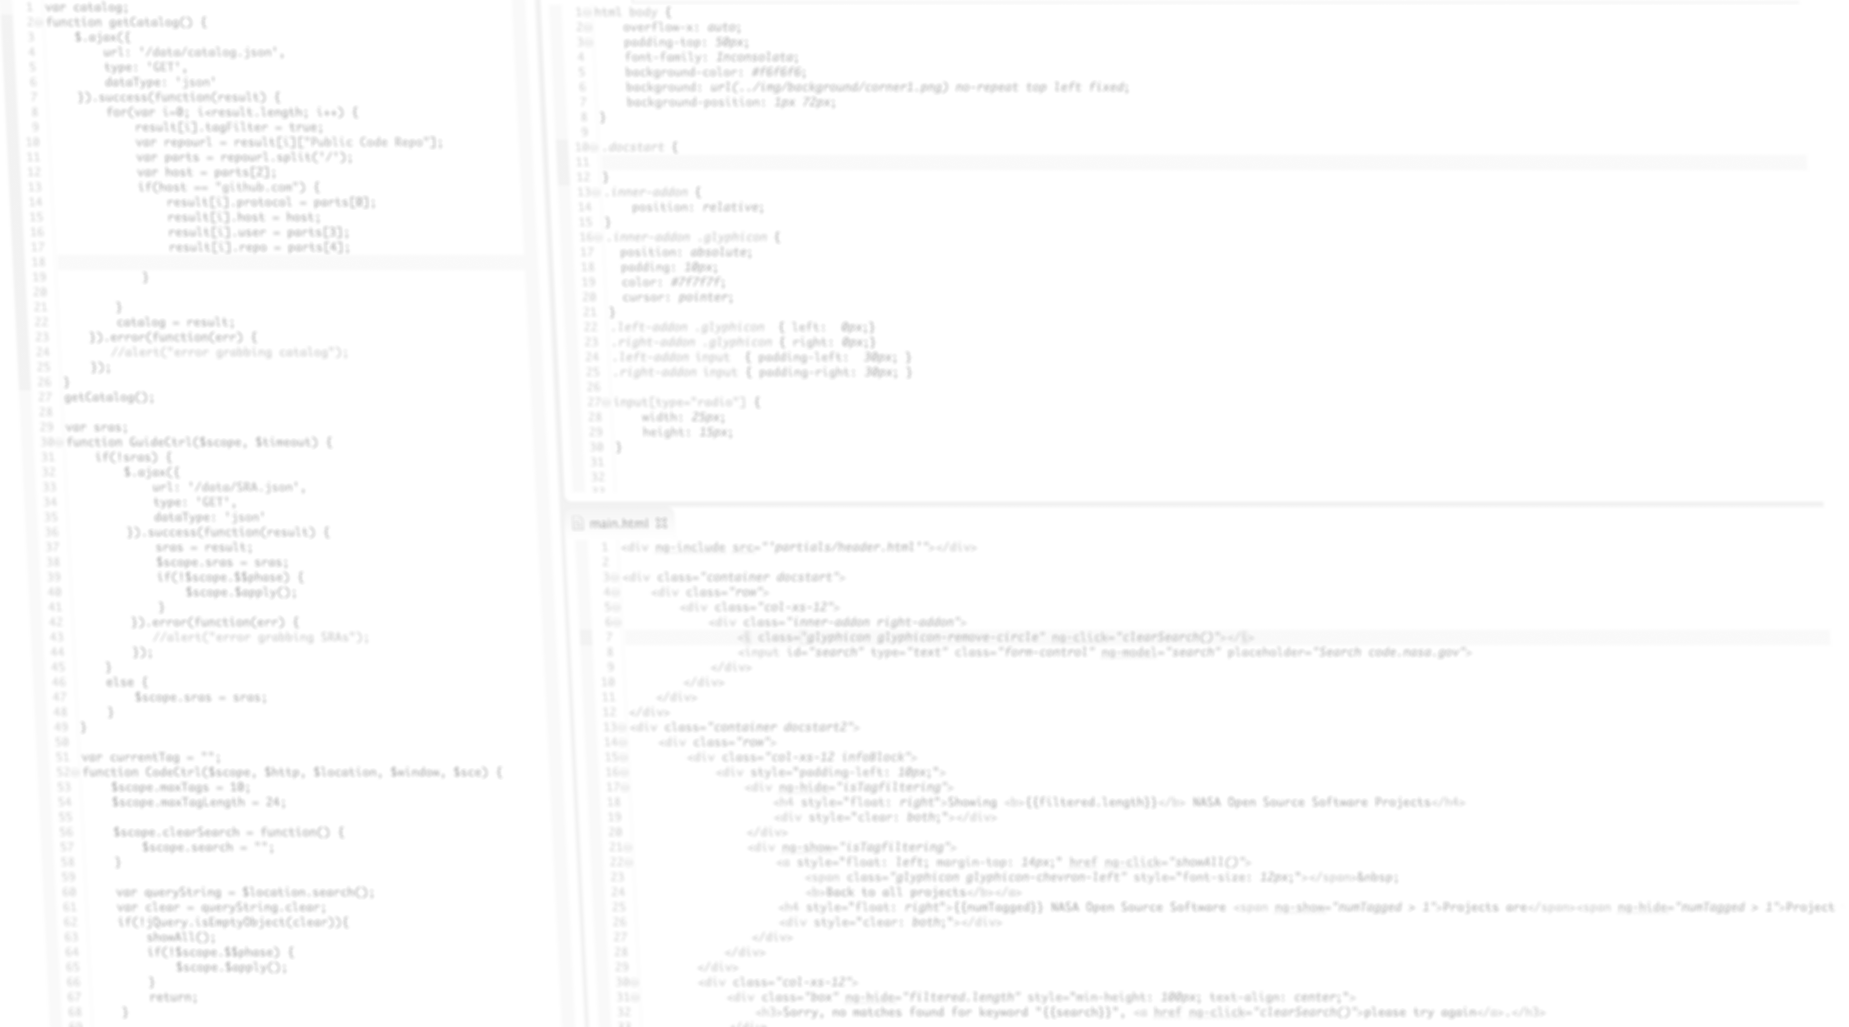 1 var catalog;
2 function getCatalog() {
3 $.ajax({
4 url: '/data/catalog.json',
5 type: 'GET',
6 dataType: 'json'
7 }).success(function(result) {
8 for(var i=0; i<result.length; i++) {
9 result[i].tagFilter = true;
10 var repourl = result[i]["Public Code Repo"];
11 var parts = repourl.split('/');
12 var host = parts[2];
13 if(host == "github.com") {
14 result[i].protocol = parts[0];
15 result[i].host = host;
16 result[i].user = parts[3];
17 result[i].repo = parts[4];
18
19 }
20
21 }
22 catalog = result;
23 }).error(function(err) {
24 //alert("error grabbing catalog");
25 });
26 }
27 getCatalog();
28
29 var sras;
30 function GuideCtrl($scope, $timeout) {
31 if(!sras) {
32 $.ajax({
33 url: '/data/SRA.json',
34 type: 'GET',
35 dataType: 'json'
36 }).success(function(result) {
37 sras = result;
38 $scope.sras = sras;
39 if(!$scope.$$phase) {
40 $scope.$apply();
41 }
42 }).error(function(err) {
43 //alert("error grabbing SRAs");
44 });
45 }
46 else {
47 $scope.sras = sras;
48 }
49 }
50
51 var currentTag = "";
52 function CodeCtrl($scope, $http, $location, $window, $sce) {
53 $scope.maxTags = 10;
54 $scope.maxTagLength = 24;
55
56 $scope.clearSearch = function() {
57 $scope.search = "";
58 }
59
60 var queryString = $location.search();
61 var clear = queryString.clear;
62 if(!jQuery.isEmptyObject(clear)){
63 showAll();
64 if(!$scope.$$phase) {
65 $scope.$apply();
66 }
67 return;
68 }
1 html body {
2 overflow-x: auto;
3 padding-top: 50px;
4 font-family: Inconsolata;
5 background-color: #f6f6f6;
6 background: url(../img/background/corner1.png) no-repeat top left fixed;
7 background-position: 1px 72px;
8 }
9
10 .docstart {
11
12 }
13 .inner-addon {
14 position: relative;
15 }
16 .inner-addon .glyphicon {
17 position: absolute;
18 padding: 10px;
19 color: #7f7f7f;
20 cursor: pointer;
21 }
22 .left-addon .glyphicon { left: 0px;}
23 .right-addon .glyphicon { right: 0px;}
24 .left-addon input { padding-left: 30px; }
25 .right-addon input { padding-right: 30px; }
26
27 input[type="radio"] {
28 width: 25px;
29 height: 15px;
30 }
31
32
main.html
1 <div ng-include src="'partials/header.html'"></div>
2
3 <div class="container docstart">
4 <div class="row">
5 <div class="col-xs-12">
6 <div class="inner-addon right-addon">
7 <i class="glyphicon glyphicon-remove-circle" ng-click="clearSearch()"></i>
8 <input id="search" type="text" class="form-control" ng-model="search" placeholder="Search code.nasa.gov">
9 </div>
10 </div>
11 </div>
12 </div>
13 <div class="container docstart2">
14 <div class="row">
15 <div class="col-xs-12 infoBlock">
16 <div style="padding-left: 10px;">
17 <div ng-hide="isTagfiltering">
18 <h4 style="float: right">Showing <b>{{filtered.length}}</b> NASA Open Source Software Projects</h4>
19 <div style="clear: both;"></div>
20 </div>
21 <div ng-show="isTagfiltering">
22 <a style="float: left; margin-top: 14px;" href ng-click="showAll()">
23 <span class="glyphicon glyphicon-chevron-left" style="font-size: 12px;"></span>&nbsp;
24 <b>Back to all projects</b></a>
25 <h4 style="float: right">{{numTagged}} NASA Open Source Software <span ng-show="numTagged > 1">Projects are</span><span ng-hide="numTagged > 1">Project
26 <div style="clear: both;"></div>
27 </div>
28 </div>
29 </div>
30 <div class="col-xs-12">
31 <div class="box" ng-hide="filtered.length" style="min-height: 100px; text-align: center;">
32 <h3>Sorry, no matches found for keyword "{{search}}", <a href ng-click="clearSearch()">please try again</a>.</h3>